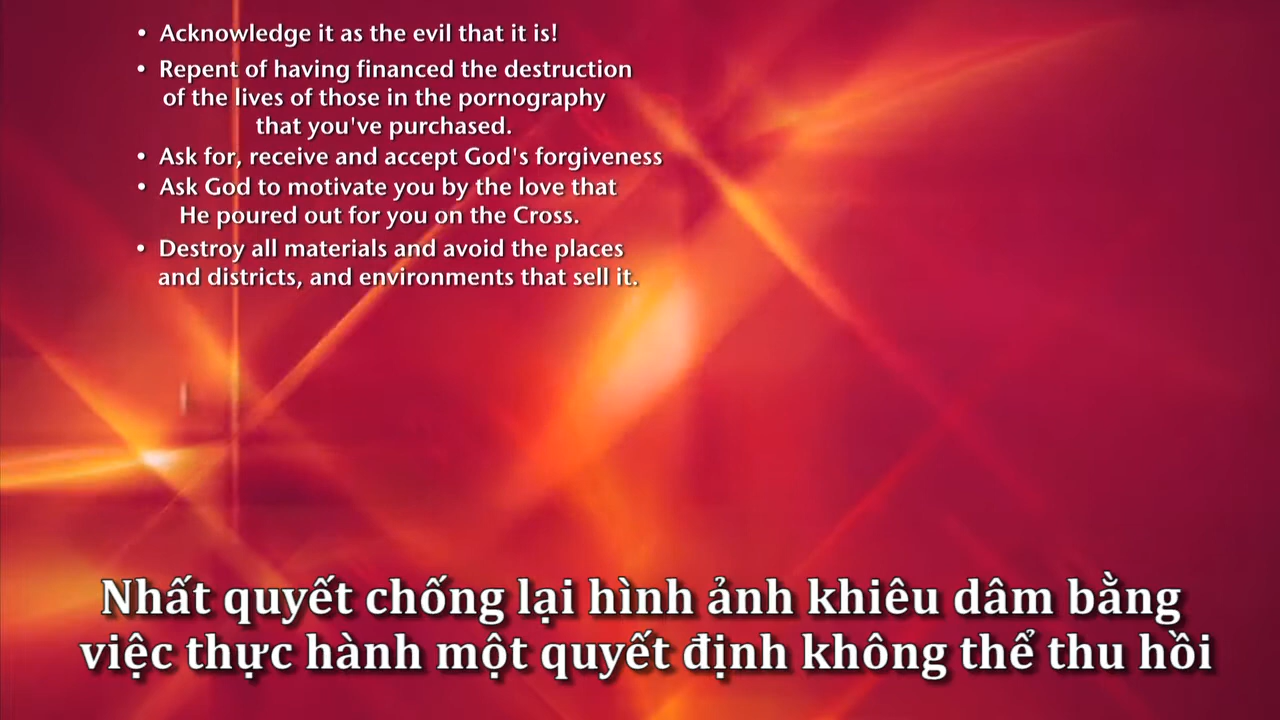 • Acknowledge it as the evil that it is!
• Repent of having financed the destruction
of the lives of those in the pornography
that you've purchased.
• Ask for, receive and accept God's forgiveness
• Ask God to motivate you by the love that
He poured out for you on the Cross.
• Destroy all materials and avoid the places
and districts, and environments that sell it.
Nhất quyết chống lại hình ảnh khiêu dâm bằng
việc thực hành một quyết định không thể thu hồi